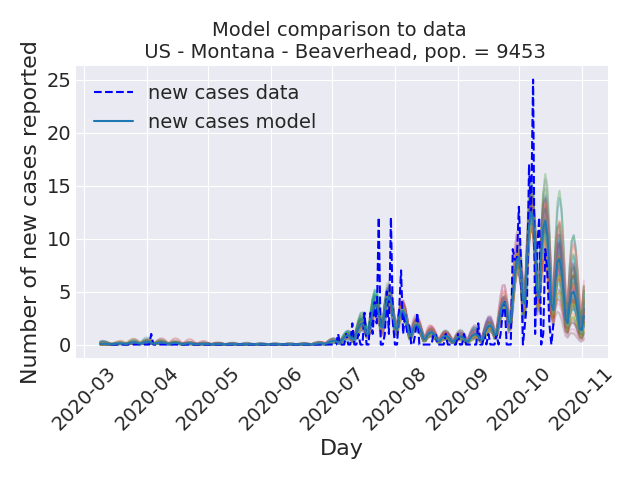 Model comparison to data
US - Montana - Beaverhead, pop. = 9453
Number of new cases reported
25
20
15
10
5
0
new cases data
new cases model
2020-03
2020-04
2020-05
2020-06
2020-07
2020-08
2020-09
2020-10
2020-11
Day